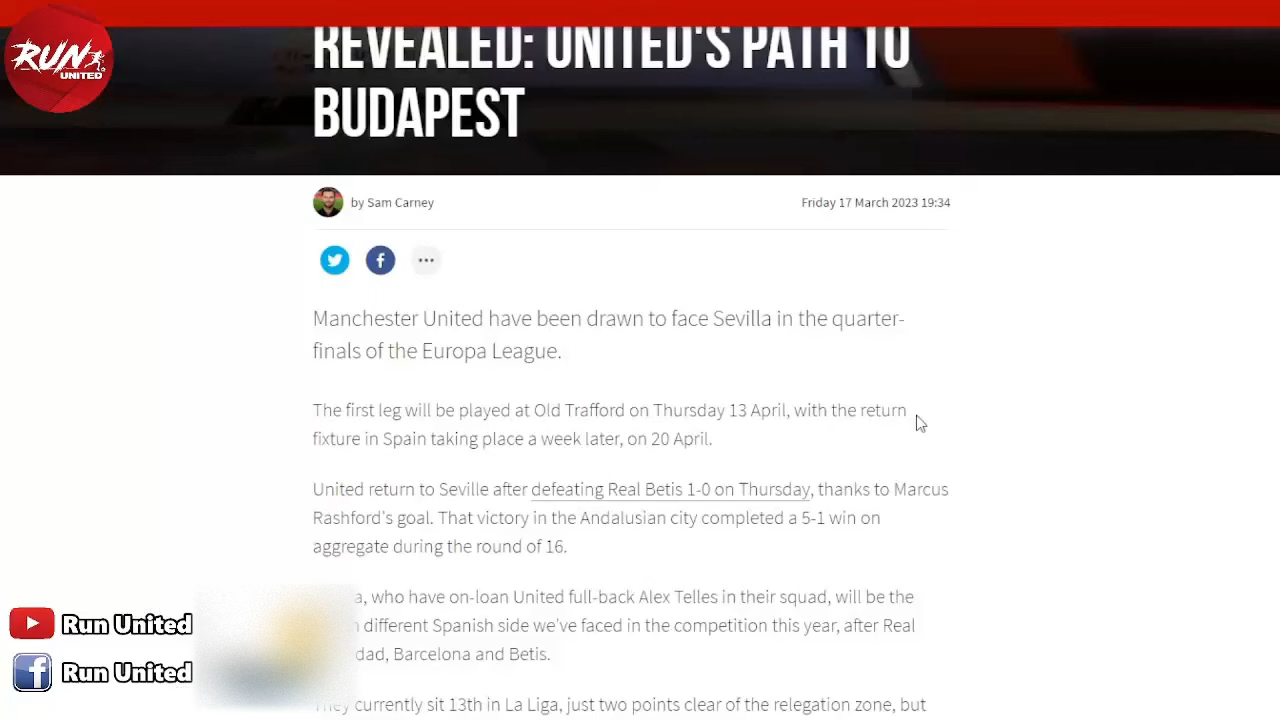 RUN
UNITED
REVEALED: UNITED'S PATH TO
BUDAPEST
by Sam Carney
Friday 17 March 2023 19:34
Manchester United have been drawn to face Sevilla in the quarter-
finals of the Europa League.
The first leg will be played at Old Trafford on Thursday 13 April, with the return
fixture in Spain taking place a week later, on 20 April.
United return to Seville after defeating Real Betis 1-0 on Thursday, thanks to Marcus
Rashford's goal. That victory in the Andalusian city completed a 5-1 win on
aggregate during the round of 16.
who have on-loan United full-back Alex Telles in their squad, will be the
different Spanish side we've faced in the competition this year, after Real
Barcelona and Betis.
They currently sit 13th in La Liga, just two points clear of the relegation zone, but
Run United
Run United